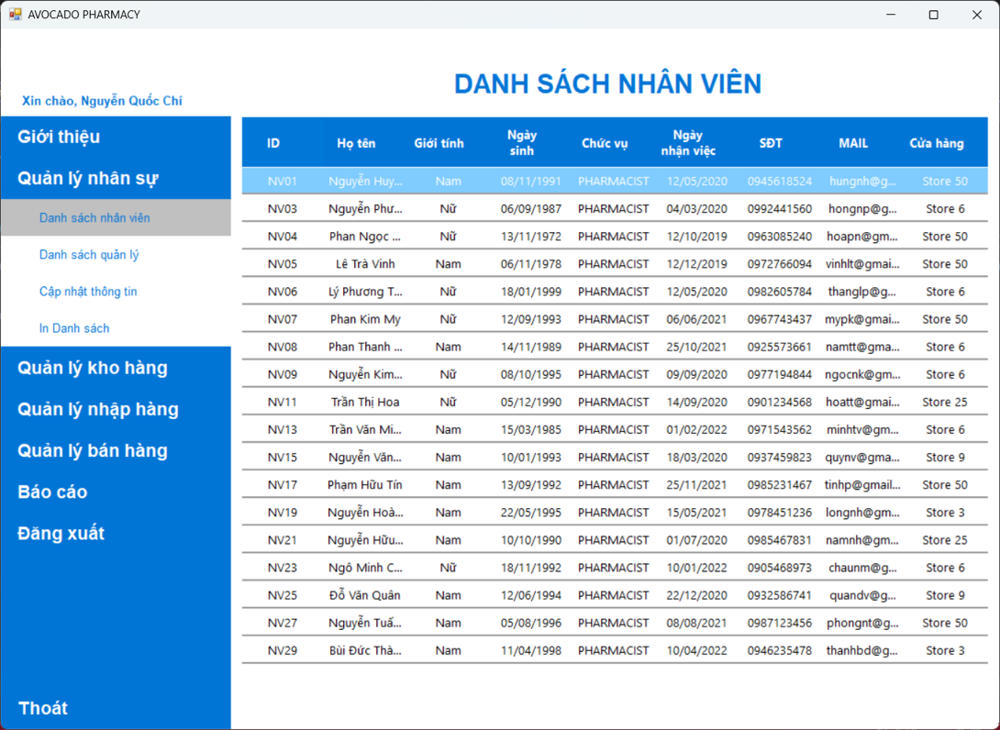 AVOCADO PHARMACY
Xin chào, Nguyễn Quốc Chí
Giới thiệu
Quản lý nhân sự
Danh sách nhân viên
Danh sách quản lý
Cập nhật thông tin
In Danh sách
Quản lý kho hàng
Quản lý nhập hàng
Quản lý bán hàng
Báo cáo
Đăng xuất
Thoát
DANH SÁCH NHÂN VIÊN
ID Họ tên Giới tính Ngày sinh Chức vụ Ngày nhận việc SĐT MAIL Cửa hàng
NV01 Nguyễn Huy... Nam 08/11/1991 PHARMACIST 12/05/2020 0945618524 hungnh@g... Store 50
NV03 Nguyễn Phư... Nữ 06/09/1987 PHARMACIST 04/03/2020 0992441560 hongnp@g... Store 6
NV04 Phan Ngọc ... Nữ 13/11/1972 PHARMACIST 12/10/2019 0963085240 hoapn@gm... Store 50
NV05 Lê Trà Vinh Nam 06/11/1978 PHARMACIST 12/12/2019 0972766094 vinhlt@gmai... Store 50
NV06 Lý Phương T... Nữ 18/01/1999 PHARMACIST 12/05/2020 0982605784 thanglp@g... Store 6
NV07 Phan Kim My Nữ 12/09/1993 PHARMACIST 06/06/2021 0967743437 mypk@gmai... Store 50
NV08 Phan Thanh ... Nam 14/11/1989 PHARMACIST 25/10/2021 0925573661 namtt@gma... Store 6
NV09 Nguyễn Kim... Nữ 08/10/1995 PHARMACIST 09/09/2020 0977194844 ngocnk@gm... Store 6
NV11 Trần Thị Hoa Nữ 05/12/1990 PHARMACIST 14/09/2020 0901234568 hoatt@gmai... Store 25
NV13 Trần Văn Mi... Nam 15/03/1985 PHARMACIST 01/02/2022 0971543562 minhtv@gm... Store 6
NV15 Nguyễn Văn... Nam 10/01/1993 PHARMACIST 18/03/2020 0937459823 quynv@gma... Store 9
NV17 Phạm Hữu Tín Nam 13/09/1992 PHARMACIST 25/11/2021 0985231467 tinhp@gmail... Store 50
NV19 Nguyễn Hoà... Nam 22/05/1995 PHARMACIST 15/05/2021 0978451236 longnh@gm... Store 3
NV21 Nguyễn Hữu... Nam 10/10/1990 PHARMACIST 01/07/2020 0985467831 namnh@gm... Store 25
NV23 Ngô Minh C... Nữ 18/11/1992 PHARMACIST 10/01/2022 0905468973 chaunm@g... Store 6
NV25 Đỗ Văn Quân Nam 12/06/1994 PHARMACIST 22/12/2020 0932586741 quandv@g... Store 9
NV27 Nguyễn Tuấ... Nam 05/08/1996 PHARMACIST 08/08/2021 0987123456 phongnt@g... Store 50
NV29 Bùi Đức Thà... Nam 11/04/1998 PHARMACIST 10/04/2022 0946235478 thanhbd@g... Store 3